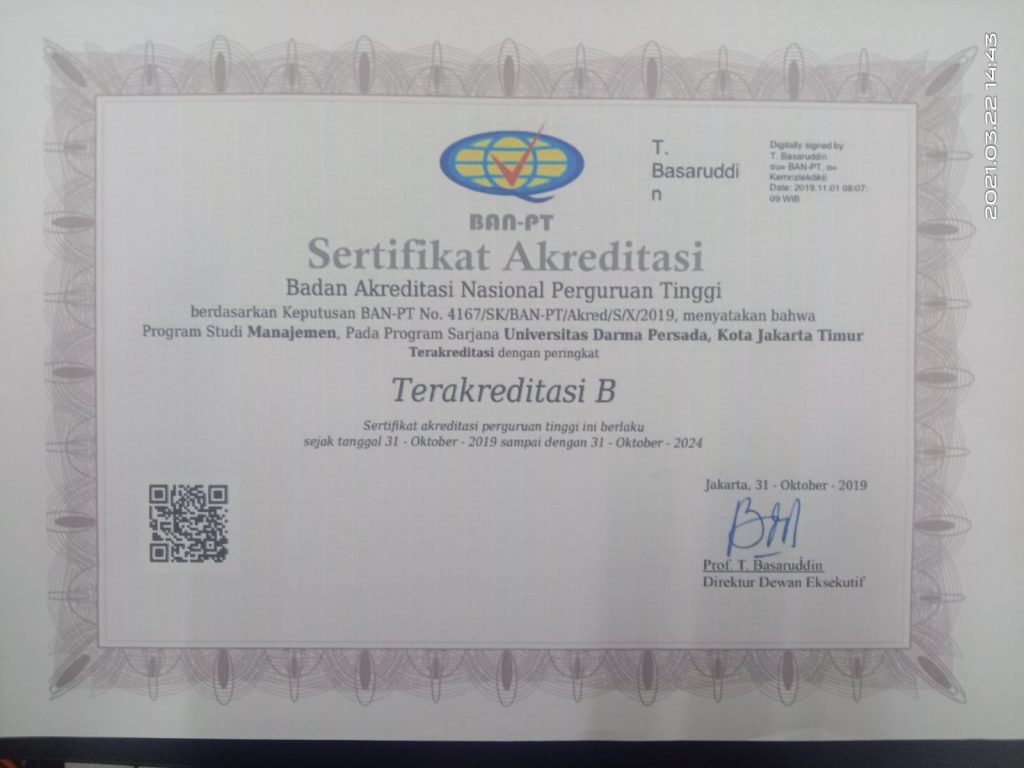 2021.03.22 14:43
T.
Basaruddi
n
Digitally signed by
T. Basaruddin
ou= BAN-PT, o=
Kemristekdikti
Date: 2019.11.01 08:07:
09 WIB
BAN-PT
Sertifikat Akreditasi
Badan Akreditasi Nasional Perguruan Tinggi
berdasarkan Keputusan BAN-PT No. 4167/SK/BAN-PT/Akred/S/X/2019, menyatakan bahwa
Program Studi Manajemen, Pada Program Sarjana Universitas Darma Persada, Kota Jakarta Timur
Terakreditasi dengan peringkat
Terakreditasi B
Sertifikat akreditasi perguruan tinggi ini berlaku
sejak tanggal 31 - Oktober - 2019 sampai dengan 31 - Oktober - 2024
Jakarta, 31 - Oktober - 2019
Prof. T. Basaruddin
Direktur Dewan Eksekutif